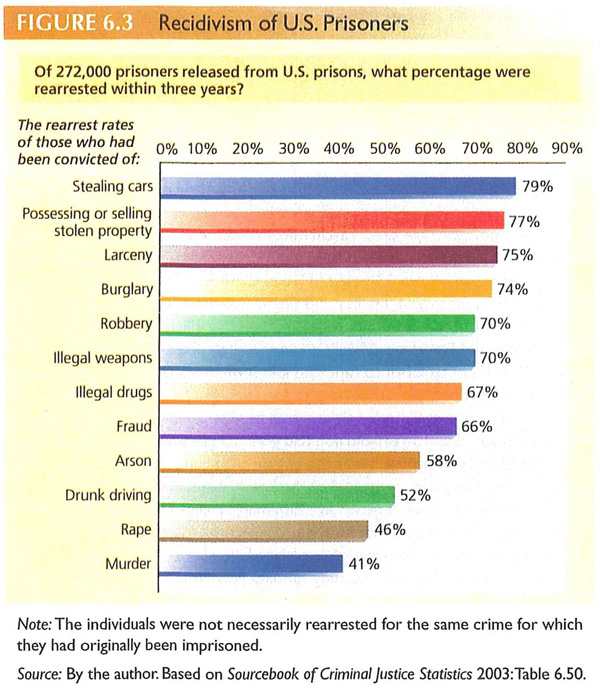 FIGURE 6.3 Recidivism of U.S. Prisoners
Of 272,000 prisoners released from U.S. prisons, what percentage were
rearrested within three years?
The rearrest rates
of those who had
been convicted of:
0% 10% 20% 30% 40% 50% 60% 70% 80% 90%
Stealing cars 79%
Possessing or selling
stolen property 77%
Larceny 75%
Burglary 74%
Robbery 70%
Illegal weapons 70%
Illegal drugs 67%
Fraud 66%
Arson 58%
Drunk driving 52%
Rape 46%
Murder 41%
Note: The individuals were not necessarily rearrested for the same crime for which
they had originally been imprisoned.
Source: By the author. Based on Sourcebook of Criminal Justice Statistics 2003:Table 6.50.